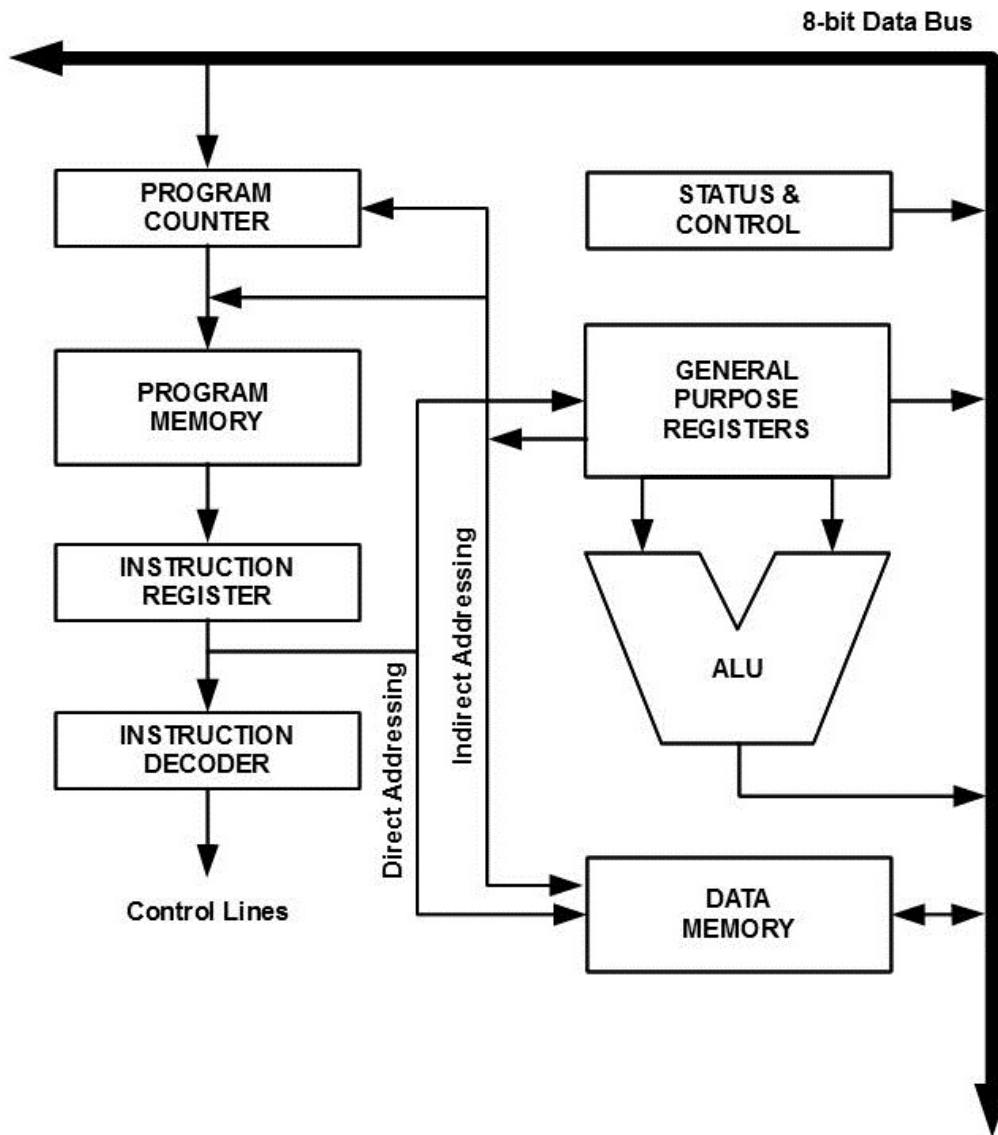 8-bit Data Bus
PROGRAM
COUNTER
STATUS &
CONTROL
PROGRAM
MEMORY
GENERAL
PURPOSE
REGISTERS
INSTRUCTION
REGISTER
Indirect Addressing
Direct Addressing
ALU
INSTRUCTION
DECODER
Control Lines
DATA
MEMORY